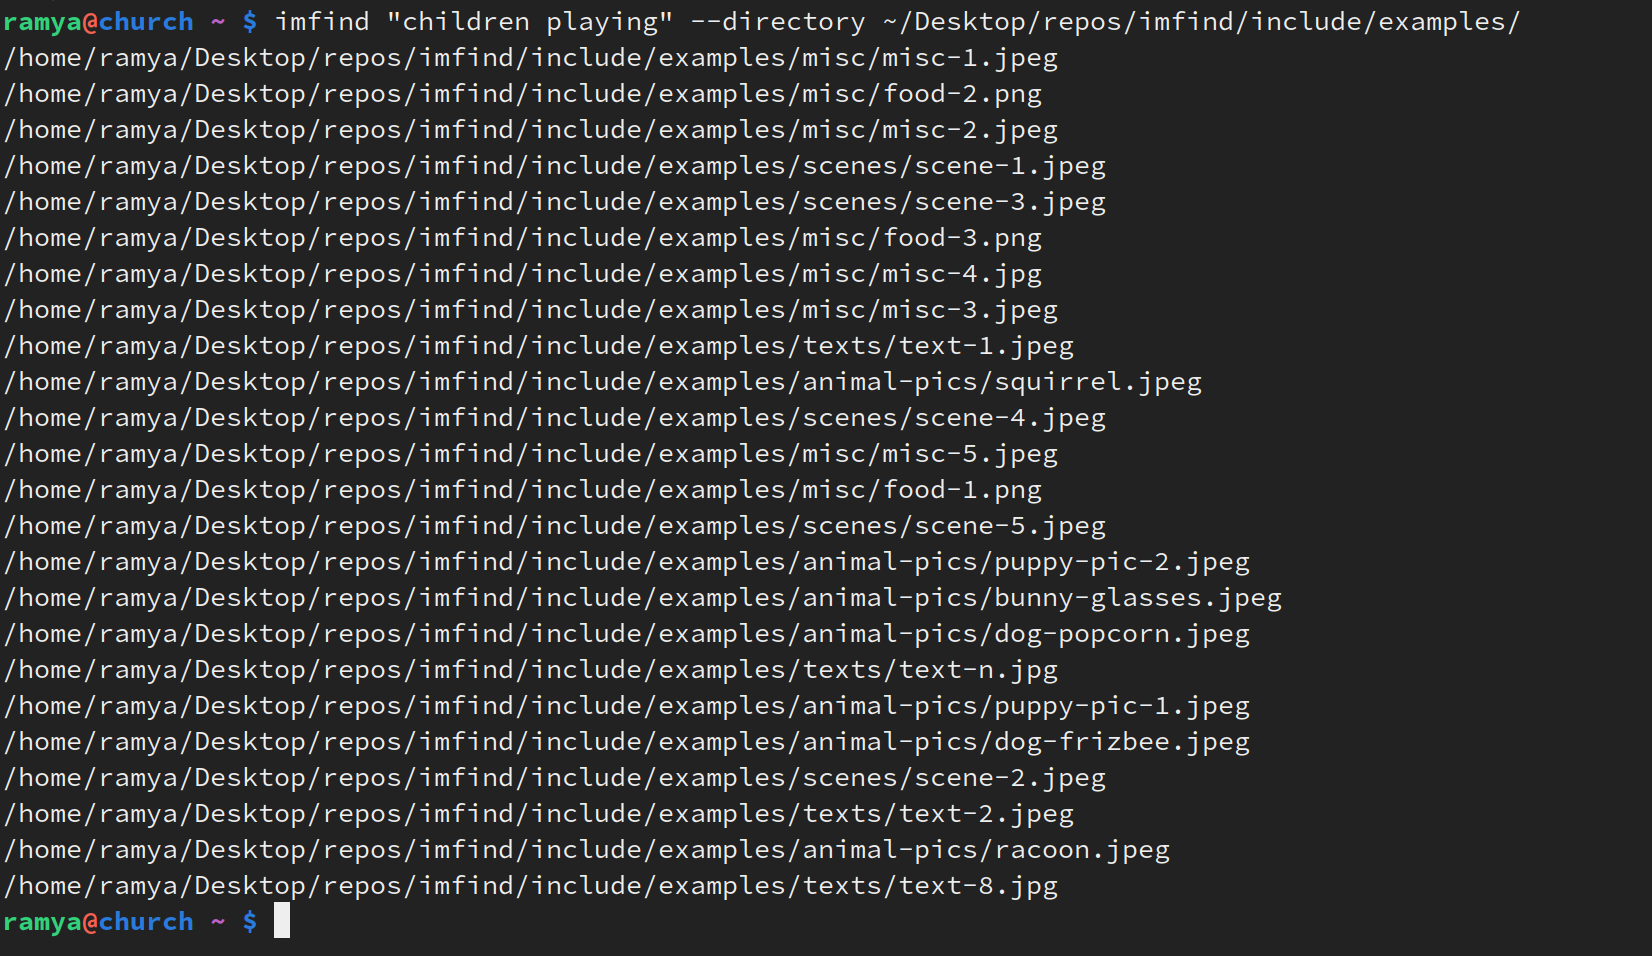 ramya@church ~ $ imfind "children playing" --directory ~/Desktop/repos/imfind/include/examples/
/home/ramya/Desktop/repos/imfind/include/examples/misc/misc-1.jpeg
/home/ramya/Desktop/repos/imfind/include/examples/misc/food-2.png
/home/ramya/Desktop/repos/imfind/include/examples/misc/misc-2.jpeg
/home/ramya/Desktop/repos/imfind/include/examples/scenes/scene-1.jpeg
/home/ramya/Desktop/repos/imfind/include/examples/scenes/scene-3.jpeg
/home/ramya/Desktop/repos/imfind/include/examples/misc/food-3.png
/home/ramya/Desktop/repos/imfind/include/examples/misc/misc-4.jpg
/home/ramya/Desktop/repos/imfind/include/examples/misc/misc-3.jpeg
/home/ramya/Desktop/repos/imfind/include/examples/texts/text-1.jpeg
/home/ramya/Desktop/repos/imfind/include/examples/animal-pics/squirrel.jpeg
/home/ramya/Desktop/repos/imfind/include/examples/scenes/scene-4.jpeg
/home/ramya/Desktop/repos/imfind/include/examples/misc/misc-5.jpeg
/home/ramya/Desktop/repos/imfind/include/examples/misc/food-1.png
/home/ramya/Desktop/repos/imfind/include/examples/scenes/scene-5.jpeg
/home/ramya/Desktop/repos/imfind/include/examples/animal-pics/puppy-pic-2.jpeg
/home/ramya/Desktop/repos/imfind/include/examples/animal-pics/bunny-glasses.jpeg
/home/ramya/Desktop/repos/imfind/include/examples/animal-pics/dog-popcorn.jpeg
/home/ramya/Desktop/repos/imfind/include/examples/texts/text-n.jpg
/home/ramya/Desktop/repos/imfind/include/examples/animal-pics/puppy-pic-1.jpeg
/home/ramya/Desktop/repos/imfind/include/examples/animal-pics/dog-frizbee.jpeg
/home/ramya/Desktop/repos/imfind/include/examples/scenes/scene-2.jpeg
/home/ramya/Desktop/repos/imfind/include/examples/texts/text-2.jpeg
/home/ramya/Desktop/repos/imfind/include/examples/animal-pics/racoon.jpeg
/home/ramya/Desktop/repos/imfind/include/examples/texts/text-8.jpg
ramya@church ~ $